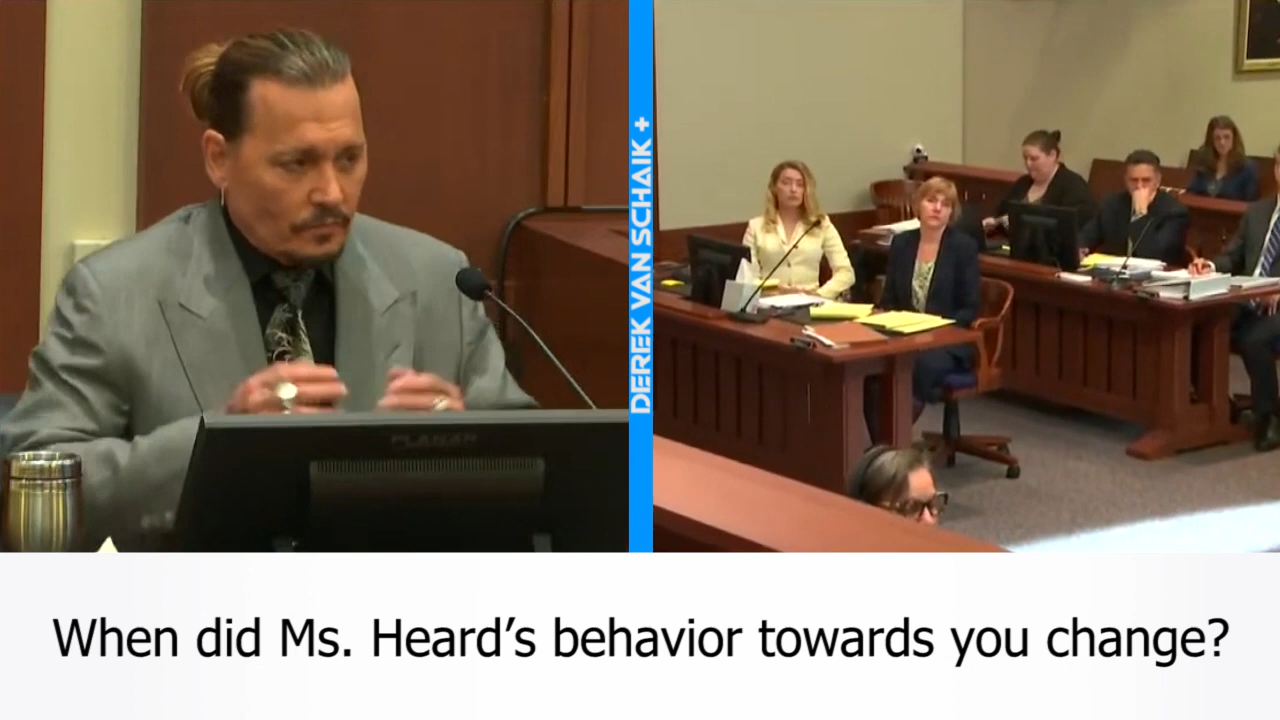 DEREK VAN SCHAIK +
PLANAR
When did Ms. Heard's behavior towards you change?